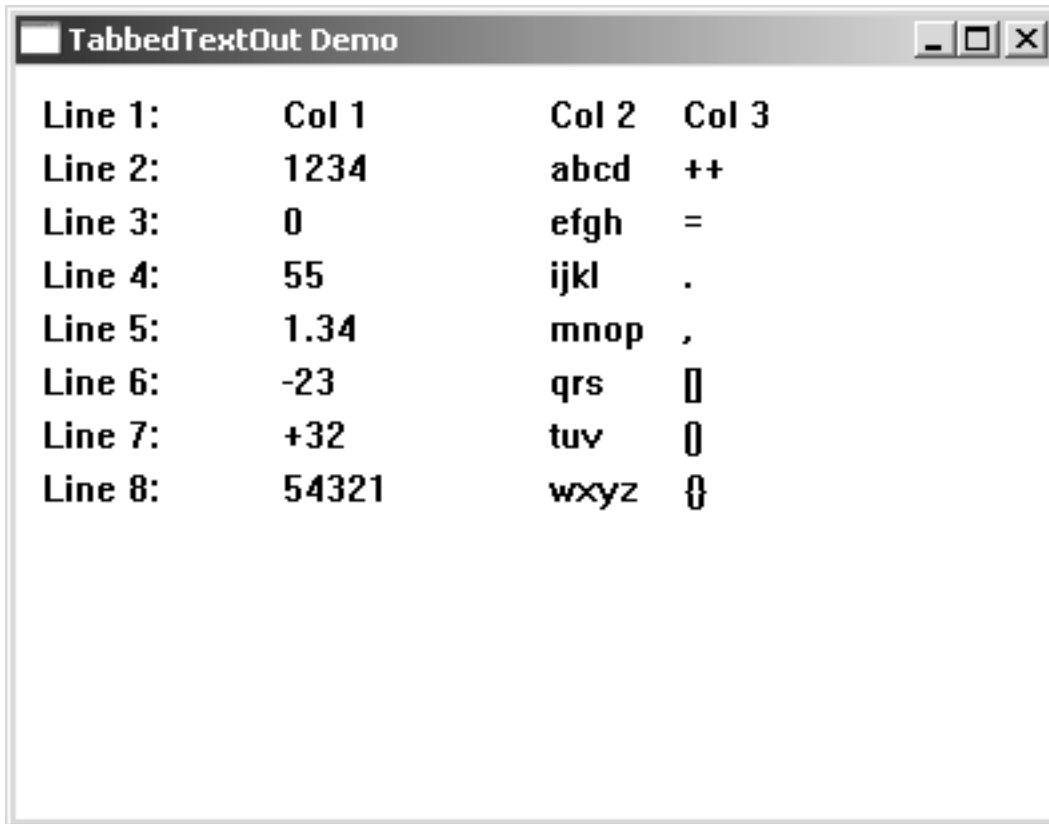 TabbedTextOut Demo
Line 1: Col 1 Col 2 Col 3
Line 2: 1234 abcd ++
Line 3: 0 efgh =
Line 4: 55 ijkl .
Line 5: 1.34 mnop ,
Line 6: -23 qrs []
Line 7: +32 tuv ()
Line 8: 54321 wxyz {}